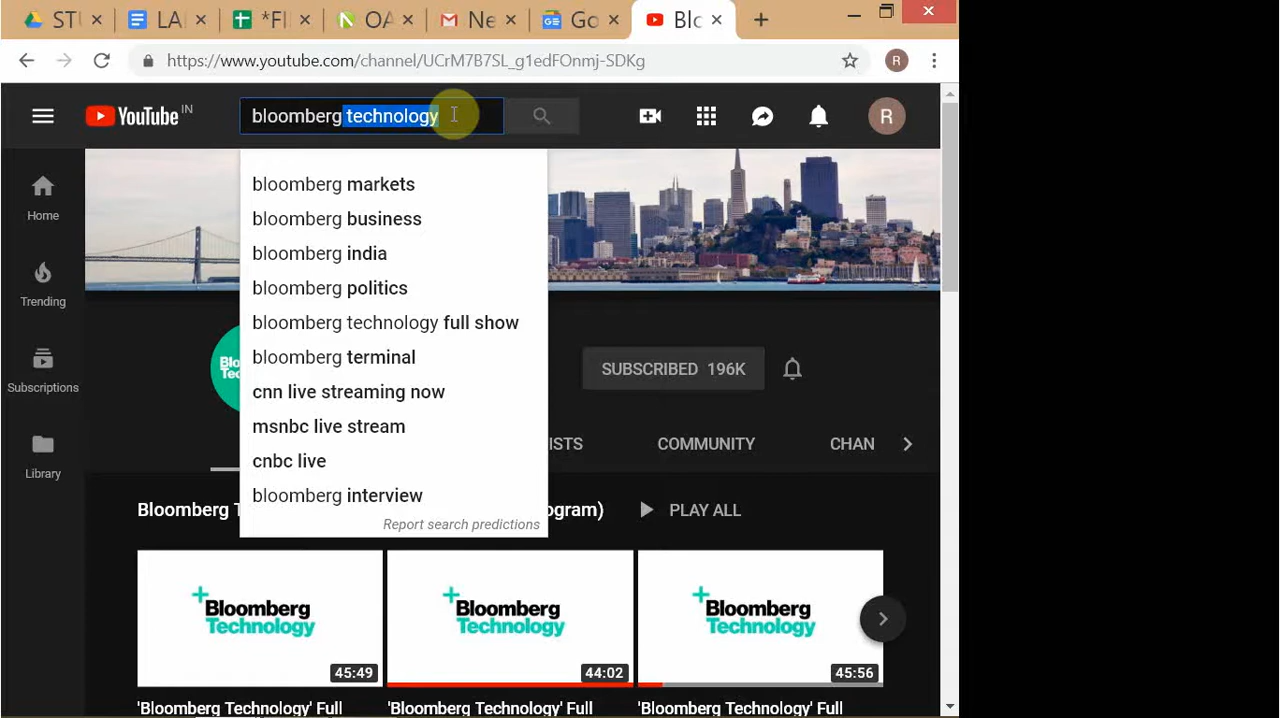 ST
LA
*FI
OA
Ne
Go
Blo
https://www.youtube.com/channel/UCrM7B7SL_g1edFOnmj-SDKg
R
YouTube IN
bloomberg technology
R
bloomberg markets
bloomberg business
bloomberg india
bloomberg politics
bloomberg technology full show
bloomberg terminal
cnn live streaming now
msnbc live stream
cnbc live
bloomberg interview
Report search predictions
Home
Trending
Subscriptions
Library
SUBSCRIBED 196K
ISTS
COMMUNITY
CHAN
Bloomberg T
ogram)
PLAY ALL
Bloomberg
Technology
45:49
Bloomberg
Technology
44:02
Bloomberg
Technology
45:56
'Bloomberg Technology' Full
'Bloomberg Technology' Full
'Bloomberg Technology' Full